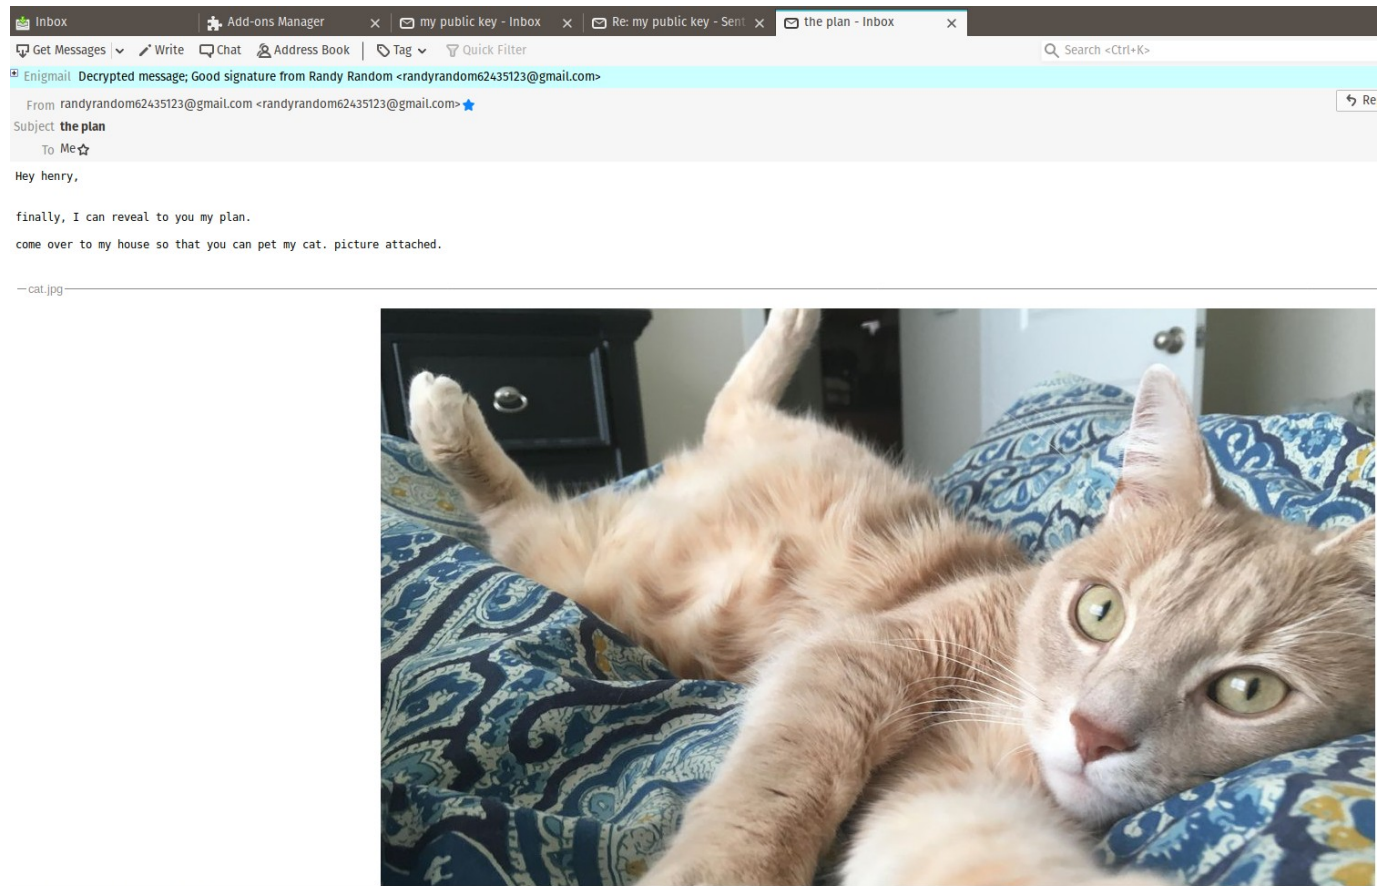 Inbox
Add-ons Manager
my public key - Inbox
Re: my public key - Sent
the plan - Inbox
Get Messages
Write
Chat
Address Book
Tag
Quick Filter
Search <Ctrl+K>
Enigmail Decrypted message; Good signature from Randy Random <randyrandom62435123@gmail.com>
From randyrandom62435123@gmail.com <randyrandom62435123@gmail.com>
Re
Subject the plan
To Me
Hey henry,
finally, I can reveal to you my plan.
come over to my house so that you can pet my cat. picture attached.
cat.jpg